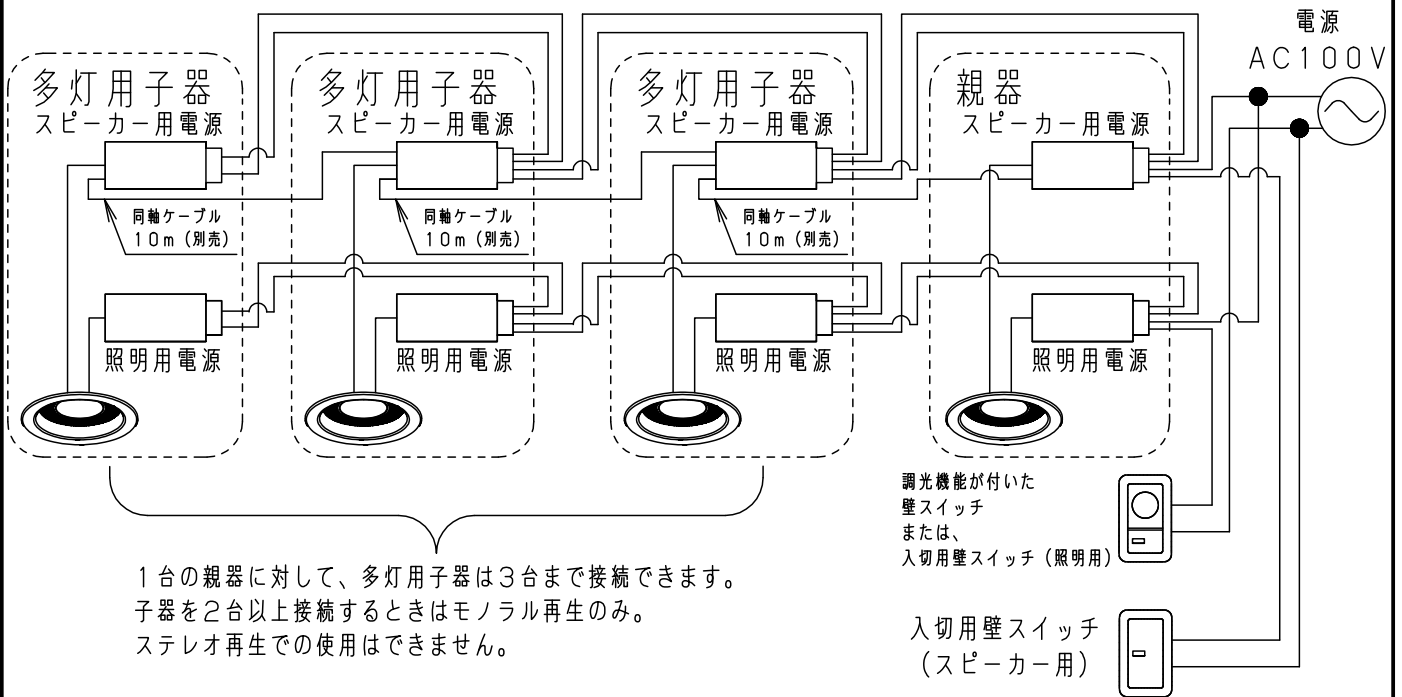 電源
AC100V
多灯用子器
スピーカー用電源
多灯用子器
スピーカー用電源
多灯用子器
スピーカー用電源
親器
スピーカー用電源
同軸ケーブル
10m（別売）
同軸ケーブル
10m（別売）
同軸ケーブル
10m（別売）
照明用電源
照明用電源
照明用電源
照明用電源
調光機能が付いた
壁スイッチ
または、
入切用壁スイッチ（照明用）
1台の親器に対して、多灯用子器は3台まで接続できます。
子器を2台以上接続するときはモノラル再生のみ。
ステレオ再生での使用はできません。
入切用壁スイッチ
（スピーカー用）